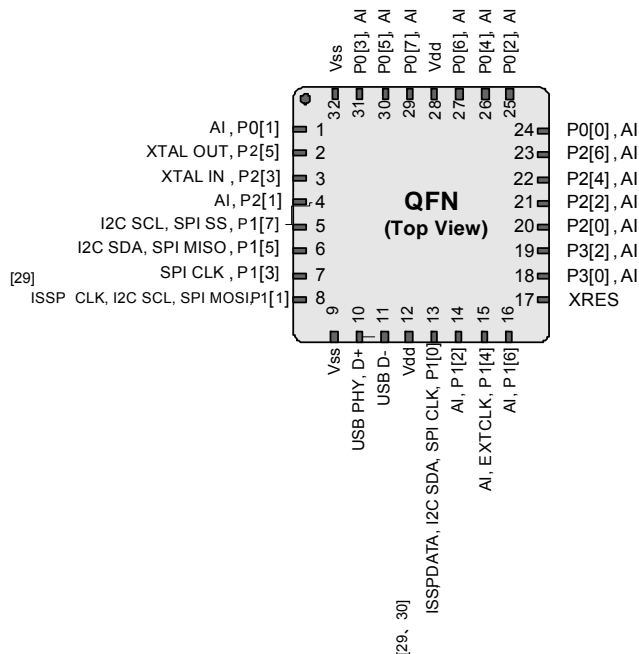 Vss
P0[3], AI
P0[5], AI
P0[7], AI
Vdd
P0[6], AI
P0[4], AI
P0[2], AI
32
31
30
29
28
27
26
25
AI , P0[1]
1
XTAL OUT, P2[5]
2
XTAL IN , P2[3]
3
AI, P2[1]
4
I2C SCL, SPI SS, P1[7]
5
I2C SDA, SPI MISO , P1[5]
6
SPI CLK , P1[3]
7
[29]
ISSP CLK, I2C SCL, SPI MOSI,P1[1]
8
QFN
(Top View)
24
P0[0] , AI
23
P2[6] , AI
22
P2[4] , AI
21
P2[2] , AI
20
P2[0] , AI
19
P3[2] , AI
18
P3[0] , AI
17
XRES
9
10
11
12
13
14
15
16
Vss
USB PHY, D+
USB D-
Vdd
ISSPDATA, I2C SDA, SPI CLK, P1[0]
AI, P1[2]
AI, EXTCLK, P1[4]
AI, P1[6]
[29、30]